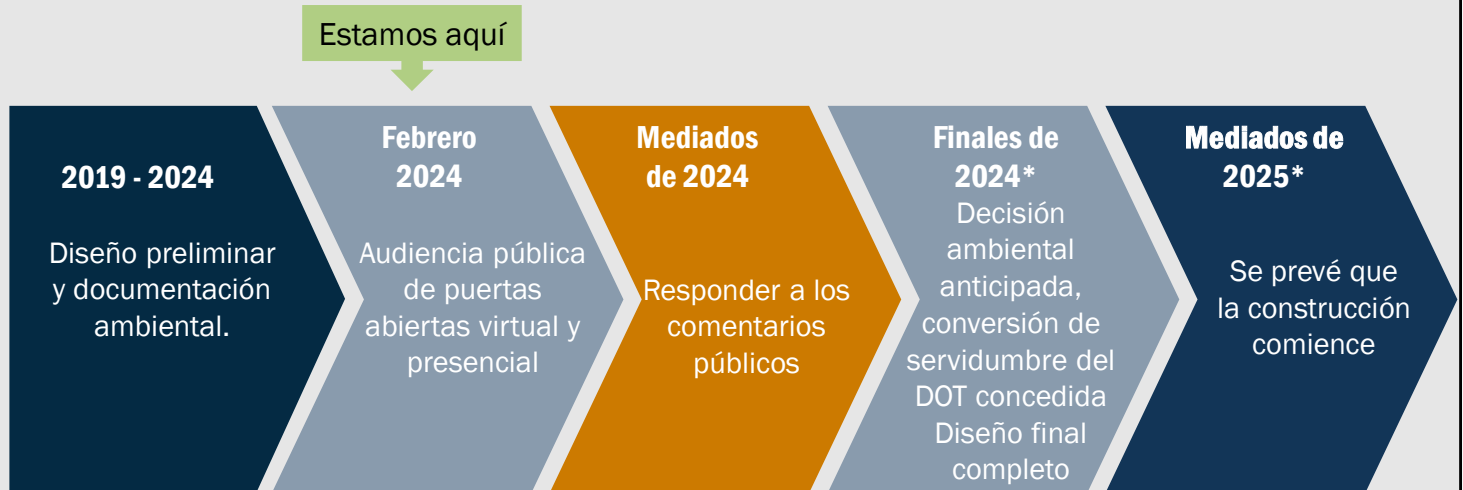 Estamos aquí
2019 - 2024
Diseño preliminar
y documentación
ambiental.
Febrero
2024
Audiencia pública
de puertas
abiertas virtual y
presencial
Mediados
de 2024
Responder a los
comentarios
públicos
Finales de
2024*
Decisión
ambiental
anticipada,
conversión de
servidumbre del
DOT concedida
Diseño final
completo
Mediados de
2025*
Se prevé que
la construcción
comience